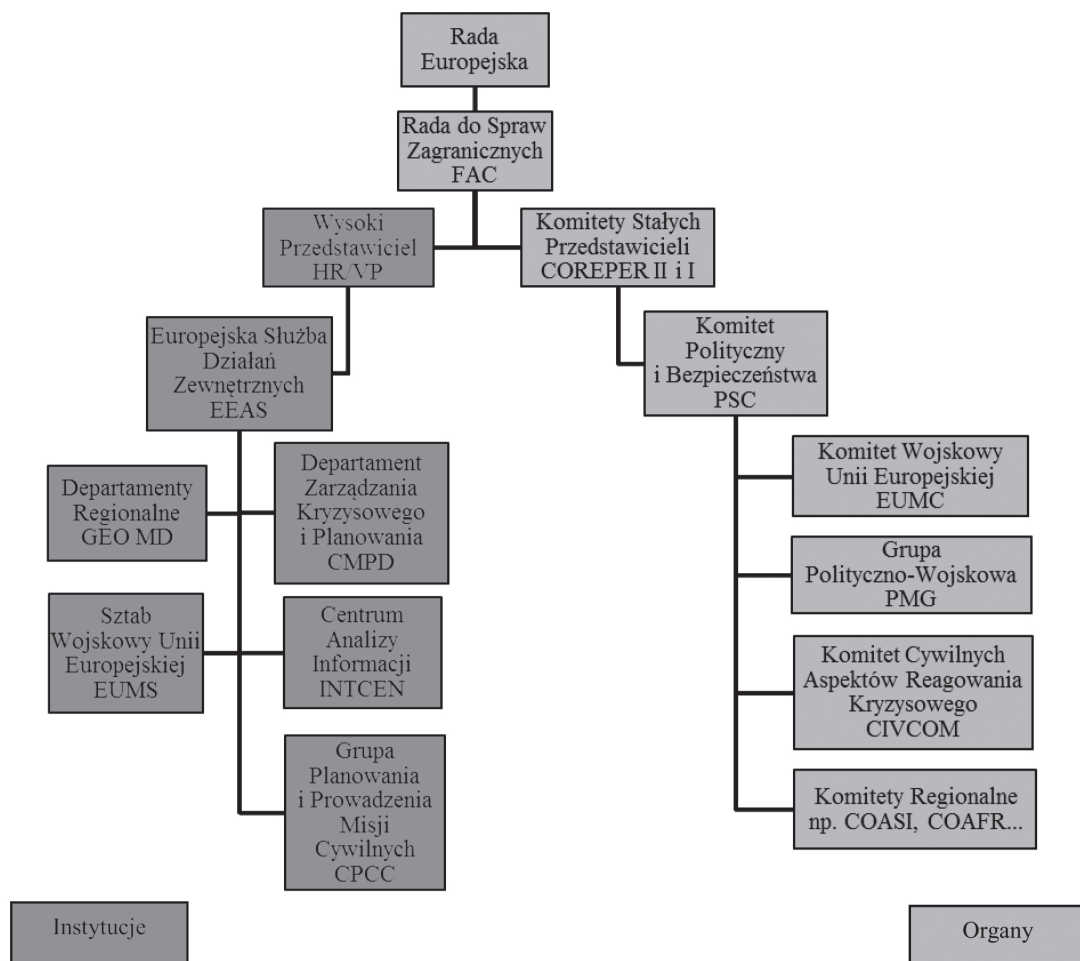 Rada
Europejska
Rada do Spraw
Zagranicznych
FAC
Wysoki
Przedstawiciel
HR/VP
Komitety Stałych
Przedstawicieli
COREPER II i I
Europejska Służba
Działań
Zewnętrznych
EEAS
Komitet
Polityczny
i Bezpieczeństwa
PSC
Departamenty
Regionalne
GEO MD
Departament
Zarządzania
Kryzysowego
i Planowania
CMPD
Komitet Wojskowy
Unii Europejskiej
EUMC
Grupa
Polityczno-Wojskowa
PMG
Sztab
Wojskowy Unii
Europejskiej
EUMS
Centrum
Analizy
Informacji
INTCEN
Komitet Cywilnych
Aspektów Reagowania
Kryzysowego
CIVCOM
Grupa
Planowania
i Prowadzenia
Misji
Cywilnych
CPCC
Komitety Regionalne
np. COASI, COAFR...
Instytucje
Organy